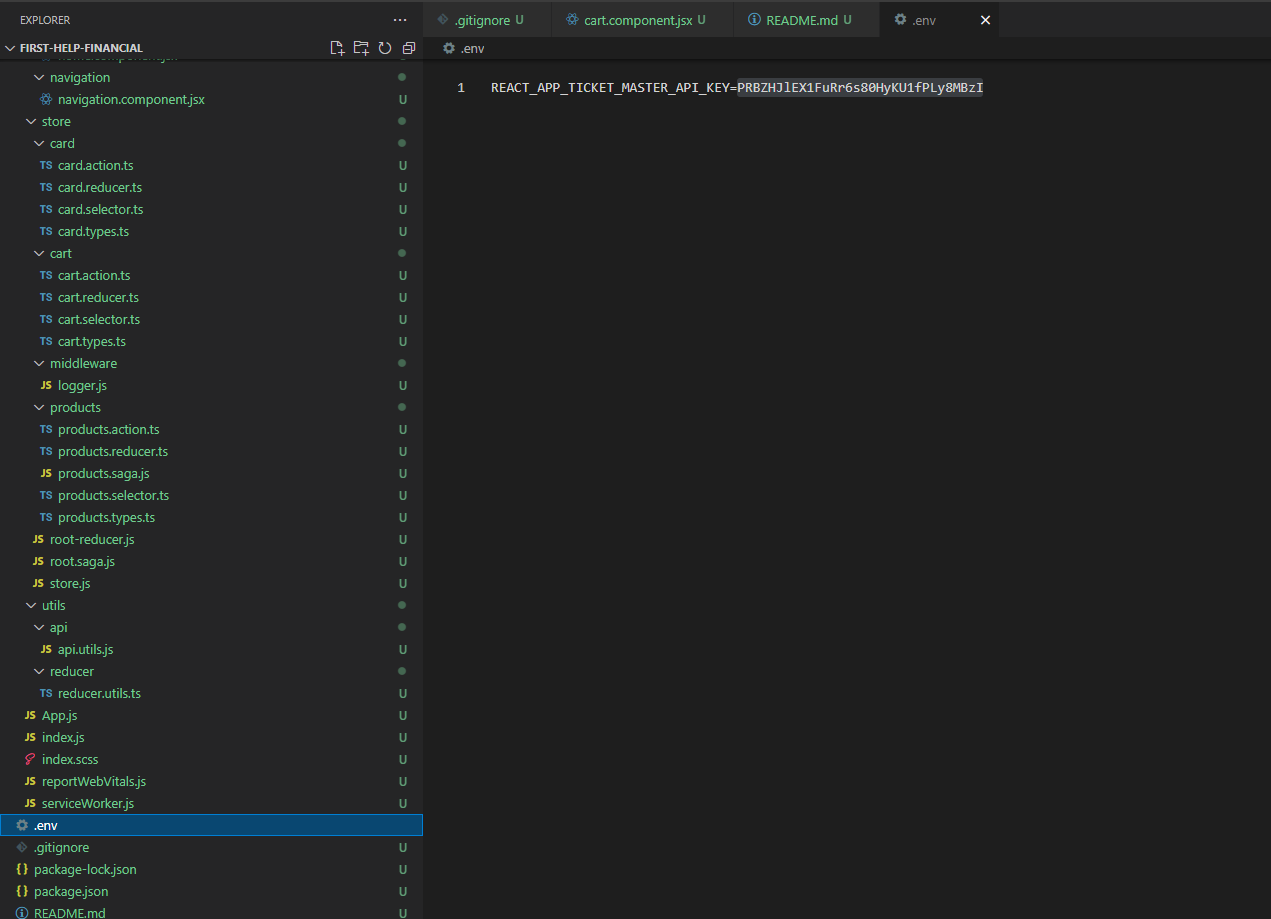 EXPLORER
FIRST-HELP-FINANCIAL
navigation
navigation.component.jsx U
store
card
TS card.action.ts U
TS card.reducer.ts U
TS card.selector.ts U
TS card.types.ts U
cart
TS cart.action.ts U
TS cart.reducer.ts U
TS cart.selector.ts U
TS cart.types.ts U
middleware
JS logger.js U
products
TS products.action.ts U
TS products.reducer.ts U
JS products.saga.js U
TS products.selector.ts U
TS products.types.ts U
JS root-reducer.js U
JS root.saga.js U
JS store.js U
utils
api
JS api.utils.js U
reducer
TS reducer.utils.ts U
JS App.js U
JS index.js U
index.scss U
JS reportWebVitals.js U
JS serviceWorker.js U
.env
.gitignore U
{} package-lock.json U
{} package.json U
README.md U
.gitignore U
cart.component.jsx U
README.md U
.env
.env
1 REACT_APP_TICKET_MASTER_API_KEY=PRBZHJlEX1FuRr6s80HyKU1fPLy8MBzI